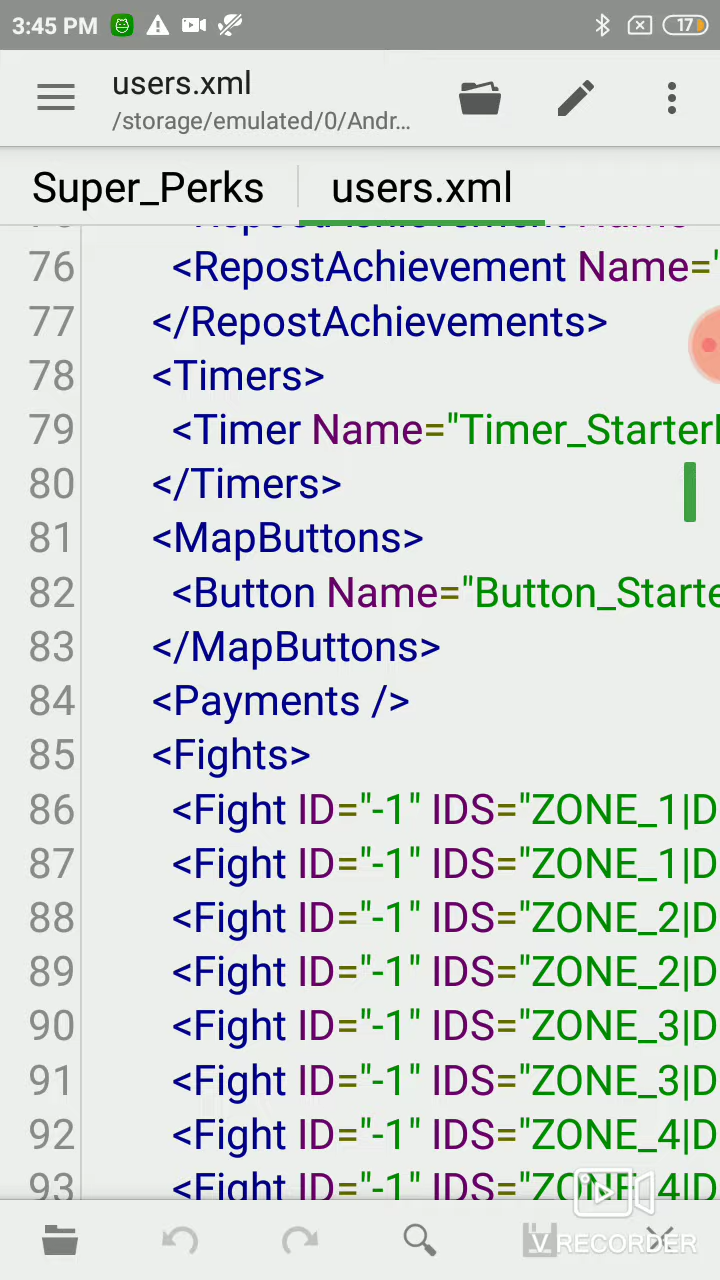 3:45 PM 17
users.xml
/storage/emulated/0/Andr...
Super_Perks users.xml
76 <RepostAchievement Name="
77 </RepostAchievements>
78 <Timers>
79 <Timer Name="Timer_Starter
80 </Timers>
81 <MapButtons>
82 <Button Name="Button_Starte
83 </MapButtons>
84 <Payments />
85 <Fights>
86 <Fight ID="-1" IDS="ZONE_1|D
87 <Fight ID="-1" IDS="ZONE_1|D
88 <Fight ID="-1" IDS="ZONE_2|D
89 <Fight ID="-1" IDS="ZONE_2|D
90 <Fight ID="-1" IDS="ZONE_3|D
91 <Fight ID="-1" IDS="ZONE_3|D
92 <Fight ID="-1" IDS="ZONE_4|D
93 <Fight ID="-1" IDS="ZONE_4|D
VRECORDER